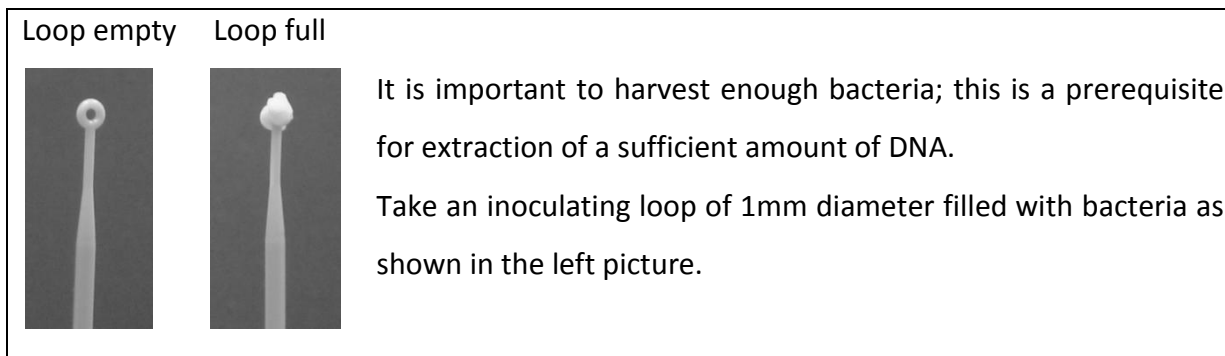 Loop empty Loop full
It is important to harvest enough bacteria; this is a prerequisite
for extraction of a sufficient amount of DNA.
Take an inoculating loop of 1mm diameter filled with bacteria as
shown in the left picture.